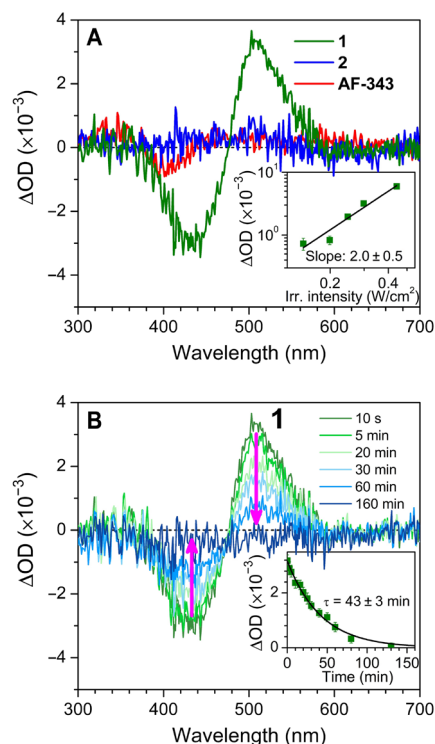 A
1
2
AF-343
4
2
0
−2
−4
ΔOD (×10⁻³)
ΔOD (×10⁻³)
10¹
10⁰
Slope: 2.0 ± 0.5
0.2
0.4
Irr. intensity (W/cm²)
300
400
500
600
700
Wavelength (nm)
B
1
10 s
5 min
20 min
30 min
60 min
160 min
4
2
0
−2
−4
ΔOD (×10⁻³)
ΔOD (×10⁻³)
2
0
τ = 43 ± 3 min
0
50
100
150
Time (min)
300
400
500
600
700
Wavelength (nm)